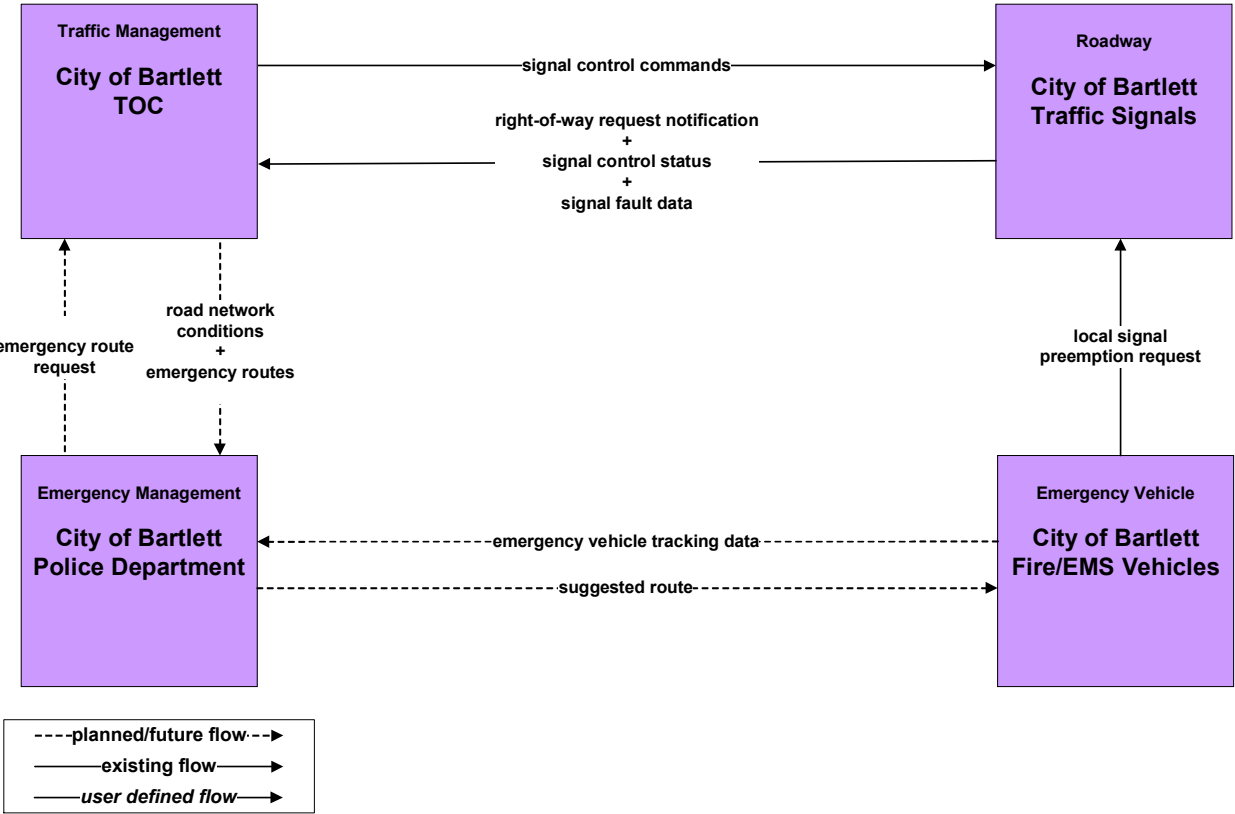 Traffic Management
City of Bartlett
TOC
Roadway
City of Bartlett
Traffic Signals
signal control commands
right-of-way request notification
+
signal control status
+
signal fault data
emergency route
request
road network
conditions
+
emergency routes
local signal
preemption request
Emergency Management
City of Bartlett
Police Department
Emergency Vehicle
City of Bartlett
Fire/EMS Vehicles
emergency vehicle tracking data
suggested route
planned/future flow
existing flow
user defined flow